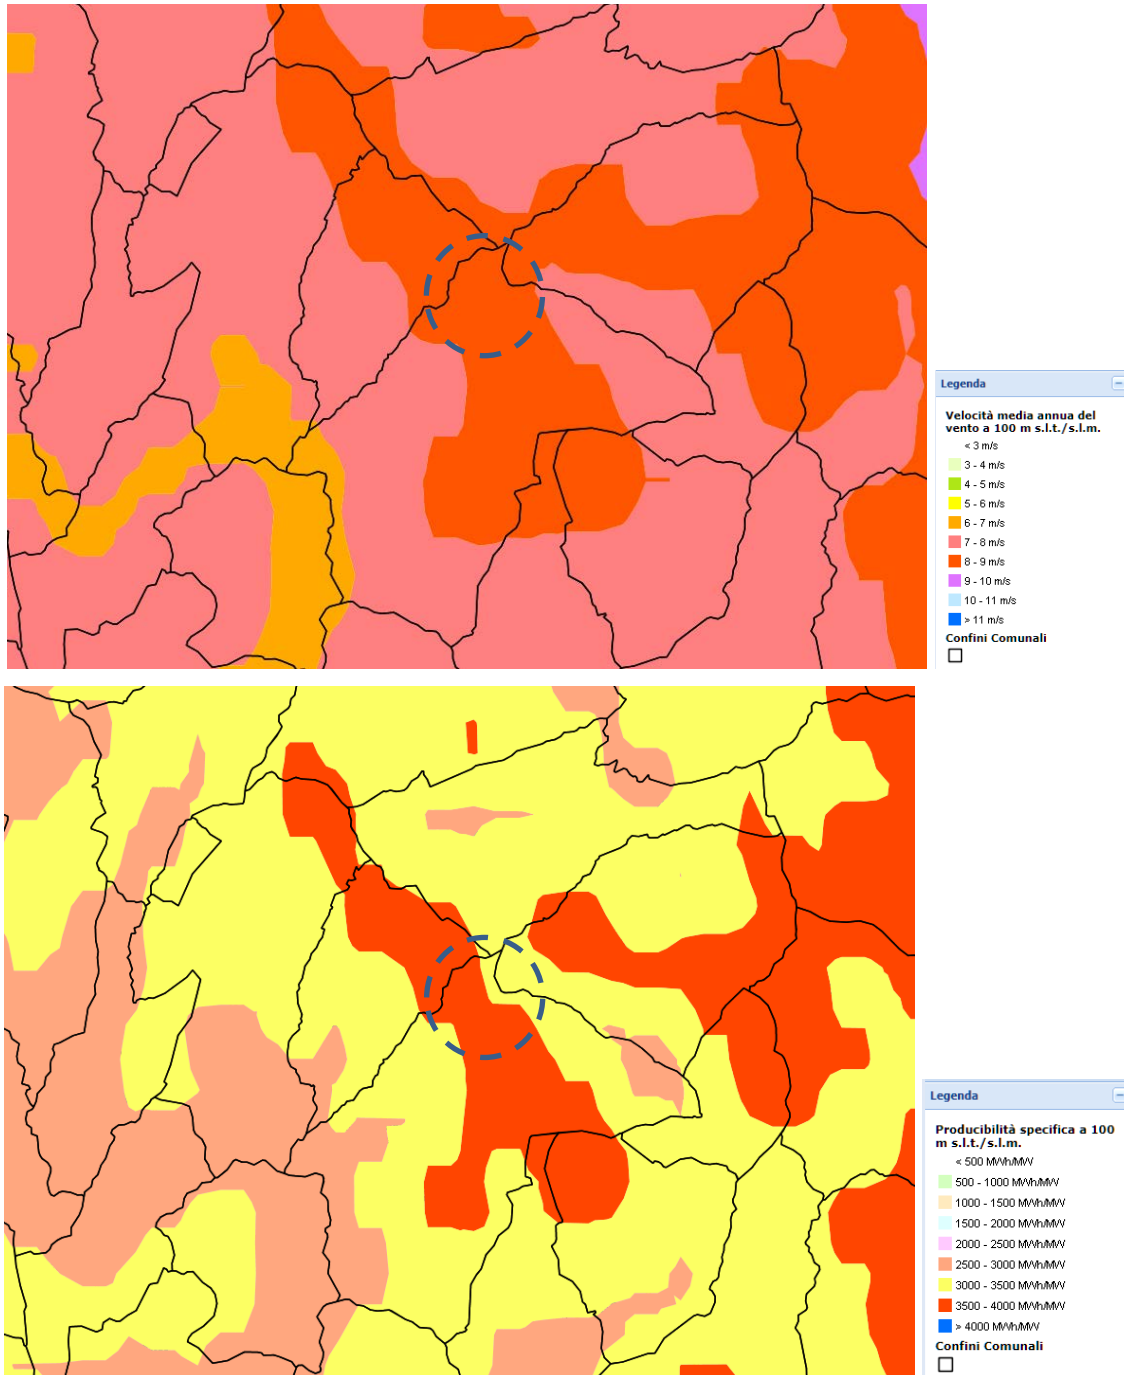 Legenda
Velocità media annua del
vento a 100 m s.l.t./s.l.m.
< 3 m/s
3 - 4 m/s
4 - 5 m/s
5 - 6 m/s
6 - 7 m/s
7 - 8 m/s
8 - 9 m/s
9 - 10 m/s
10 - 11 m/s
> 11 m/s
Confini Comunali
Legenda
Producibilità specifica a 100
m s.l.t./s.l.m.
< 500 MWh/MW
500 - 1000 MWh/MW
1000 - 1500 MWh/MW
1500 - 2000 MWh/MW
2000 - 2500 MWh/MW
2500 - 3000 MWh/MW
3000 - 3500 MWh/MW
3500 - 4000 MWh/MW
> 4000 MWh/MW
Confini Comunali